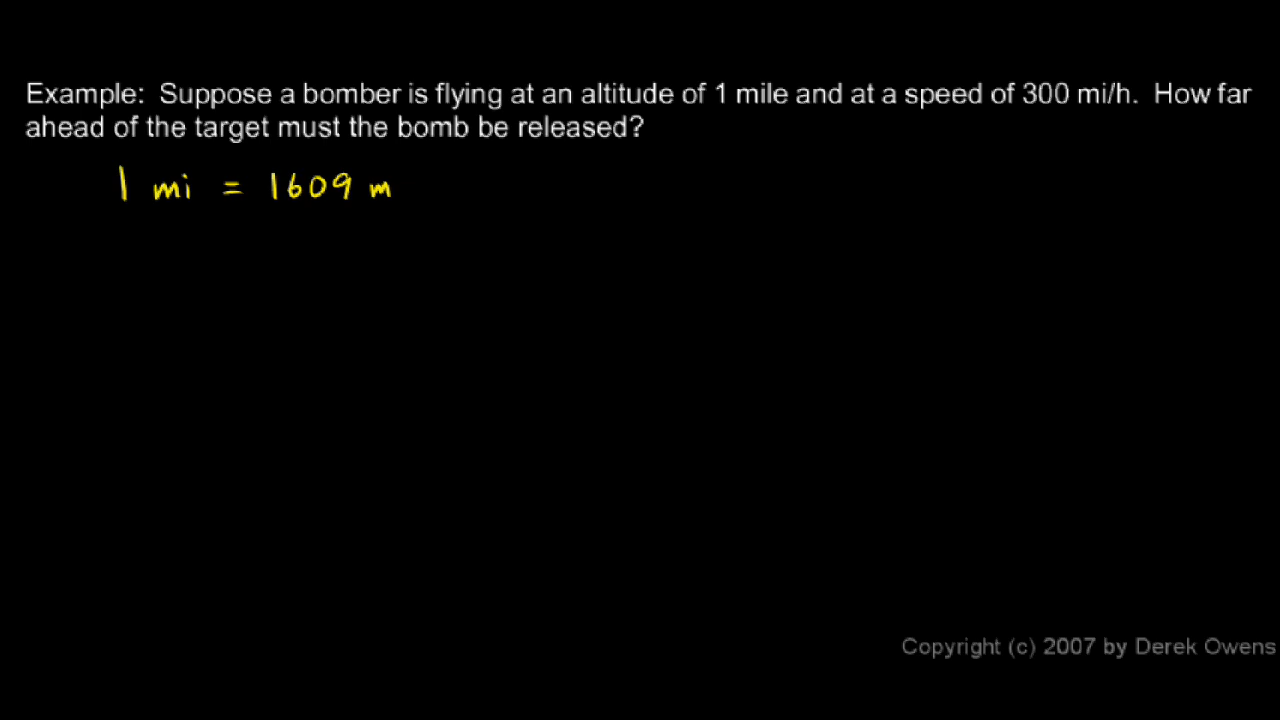 Example:  Suppose a bomber is flying at an altitude of 1 mile and at a speed of 300 mi/h.  How far
ahead of the target must the bomb be released?
1 mi = 1609 m
Copyright (c) 2007 by Derek Owens